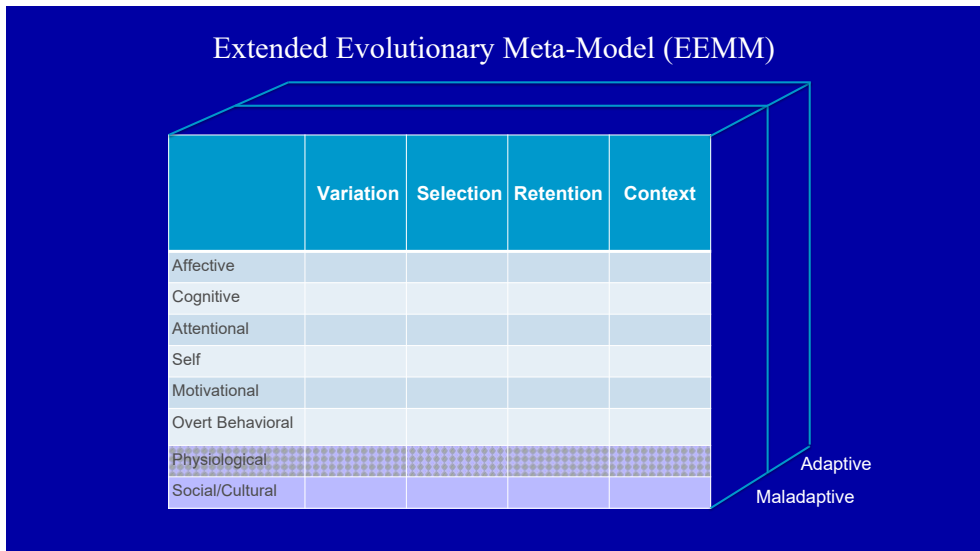 Extended Evolutionary Meta-Model (EEMM)
Variation Selection Retention Context
Affective
Cognitive
Attentional
Self
Motivational
Overt Behavioral
Physiological
Social/Cultural
Adaptive
Maladaptive